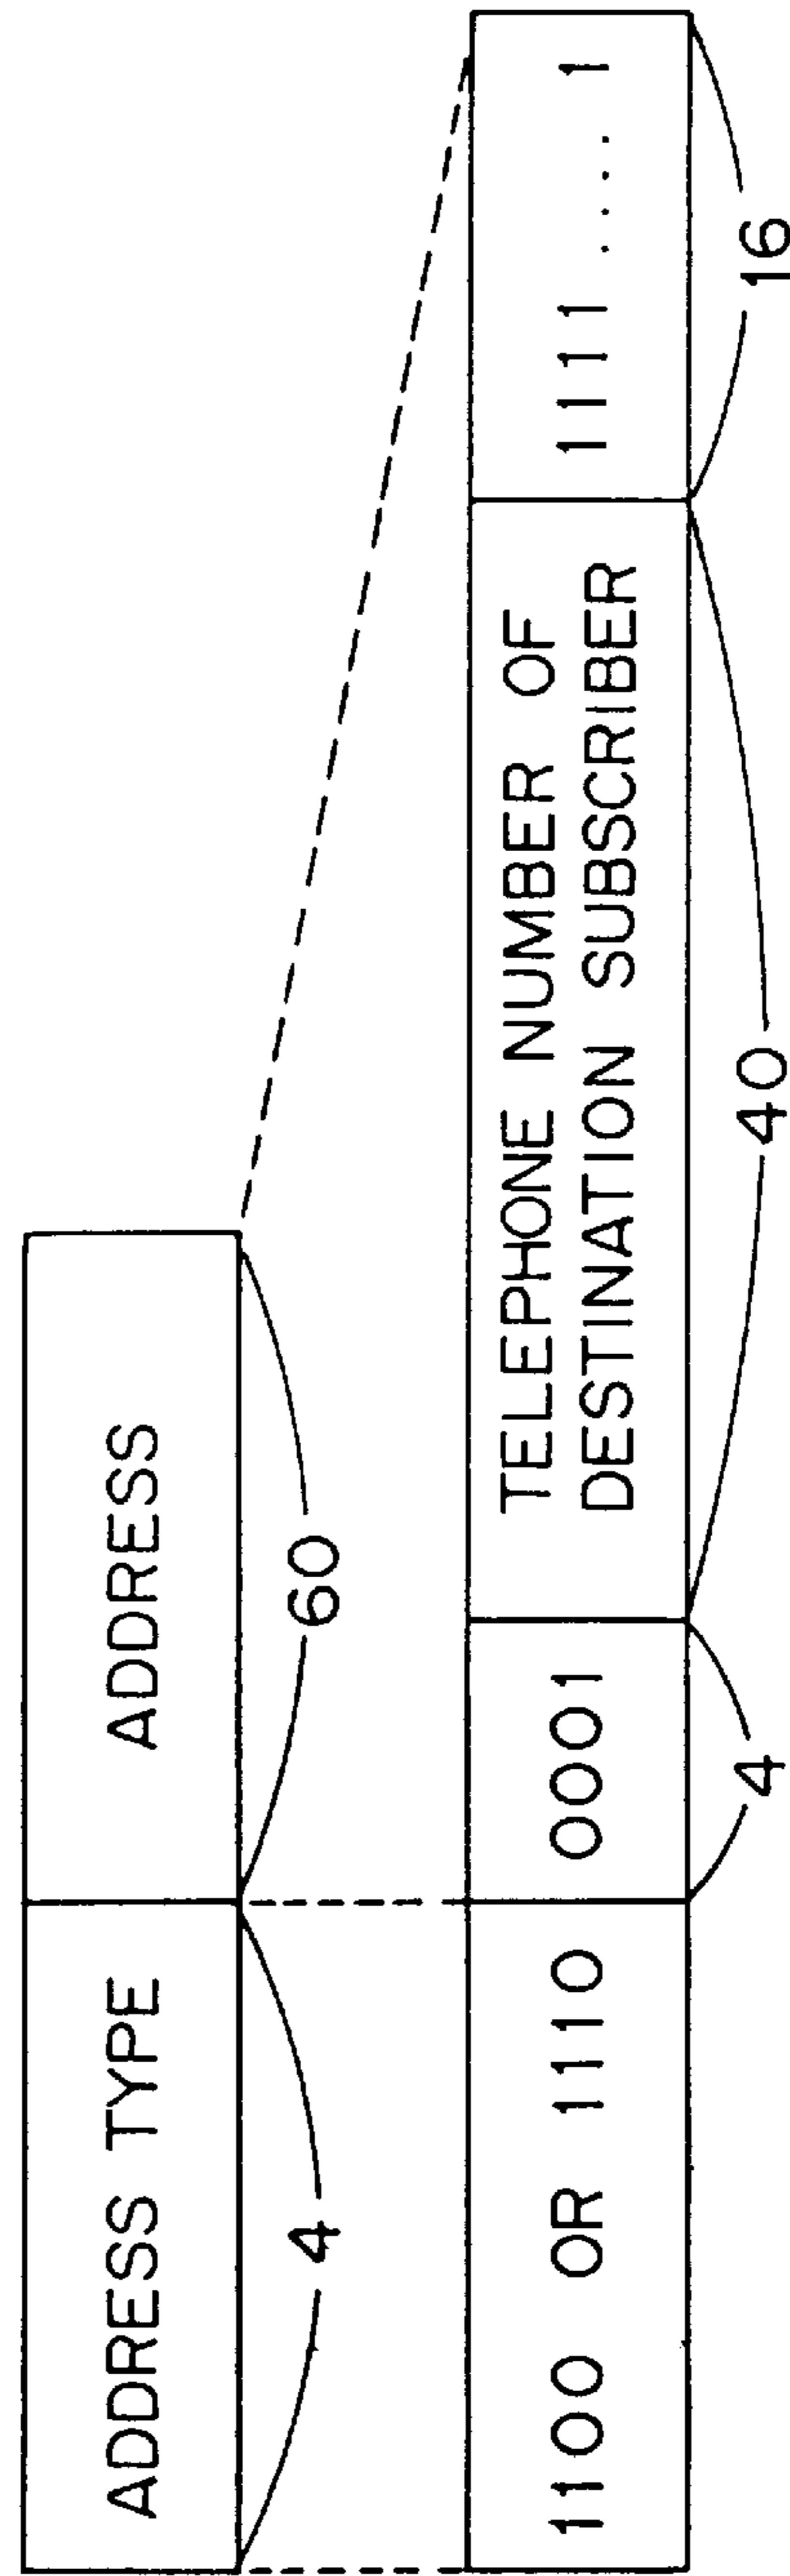 ADDRESS TYPE
ADDRESS
4
60
1100 OR 1110
0001
TELEPHONE NUMBER OF
DESTINATION SUBSCRIBER
1111 .... 1
4
40
16